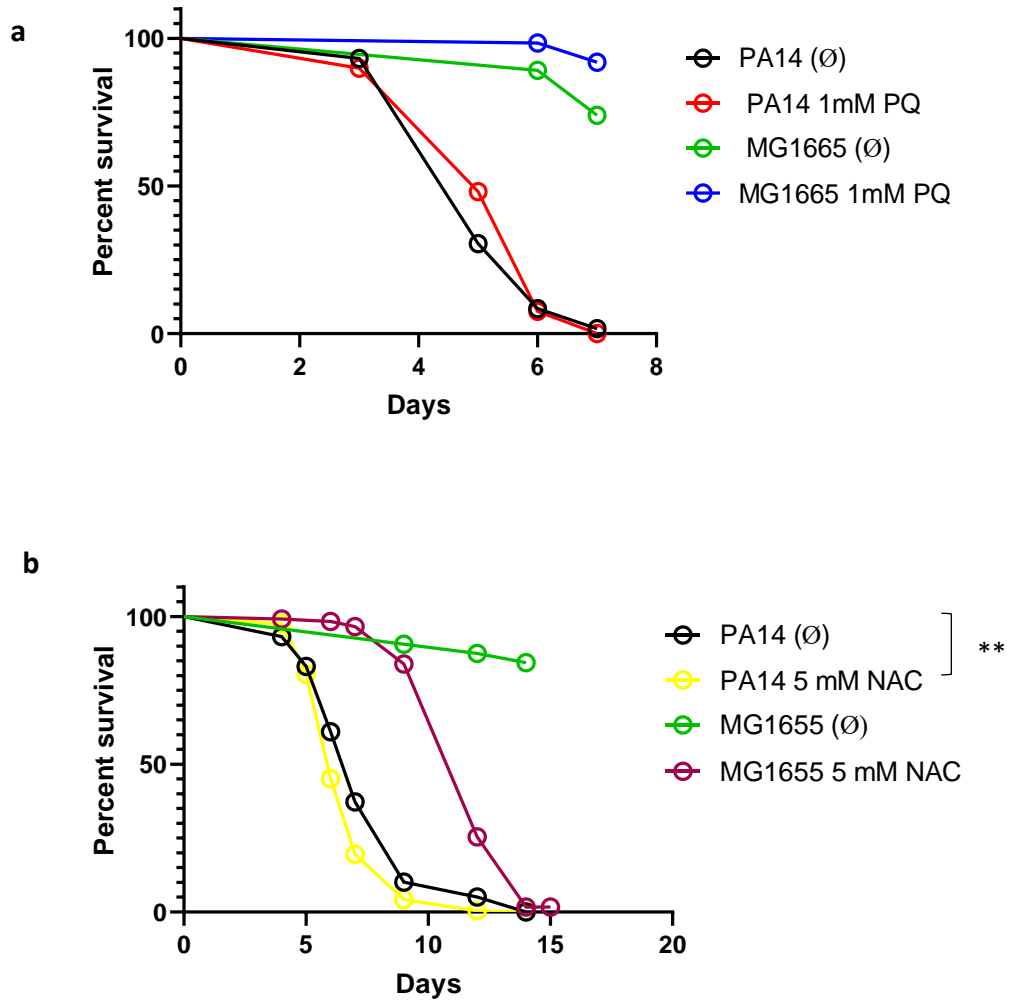 a
100
50
0
Percent survival
0 2 4 6 8
Days
PA14 (Ø)
PA14 1mM PQ
MG1665 (Ø)
MG1665 1mM PQ
b
100
50
0
Percent survival
0 5 10 15 20
Days
PA14 (Ø)
PA14 5 mM NAC
MG1655 (Ø)
MG1655 5 mM NAC
**